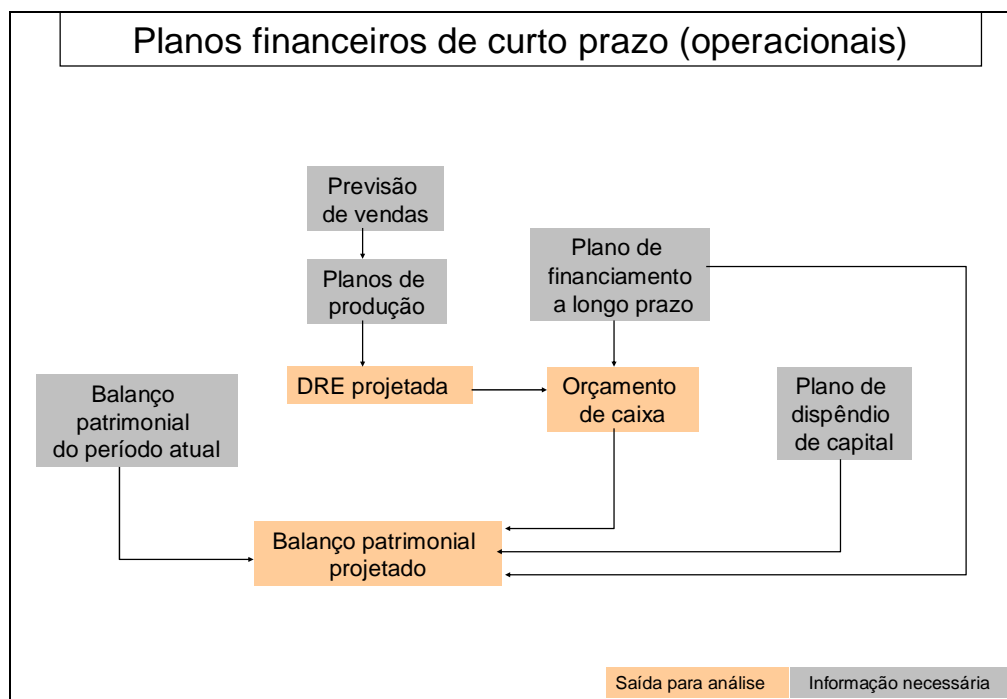 Planos financeiros de curto prazo (operacionais)
Previsão
de vendas
Plano de
financiamento
a longo prazo
Planos de
produção
DRE projetada
Orçamento
de caixa
Plano de
dispêndio
de capital
Balanço
patrimonial
do período atual
Balanço patrimonial
projetado
Saída para análise
Informação necessária